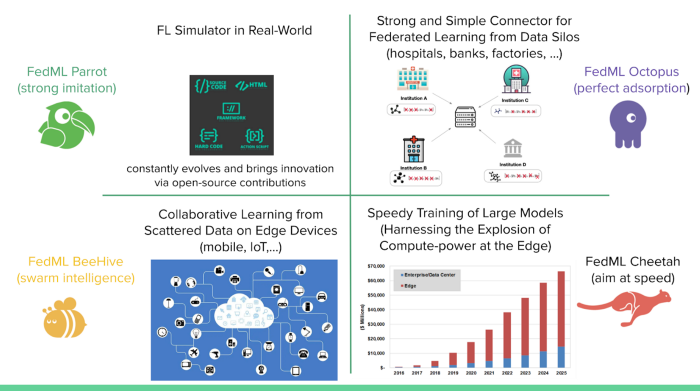 FL Simulator in Real-World
FedML Parrot
(strong imitation)
SOURCE CODE
HTML
FRAMEWORK
HARD CODE
ACTION SCRIPT
constantly evolves and brings innovation
via open-source contributions
Strong and Simple Connector for
Federated Learning from Data Silos
(hospitals, banks, factories, ...)
FedML Octopus
(perfect adsorption)
Institution A
Institution C
Institution B
Institution D
Collaborative Learning from
Scattered Data on Edge Devices
(mobile, IoT,...)
FedML BeeHive
(swarm intelligence)
Speedy Training of Large Models
(Harnessing the Explosion of
Compute-power at the Edge)
FedML Cheetah
(aim at speed)
($ Millions)
$70,000
$60,000
$50,000
$40,000
$30,000
$20,000
$10,000
$-
Enterprise/Data Center
Edge
2016 2017 2018 2019 2020 2021 2022 2023 2024 2025